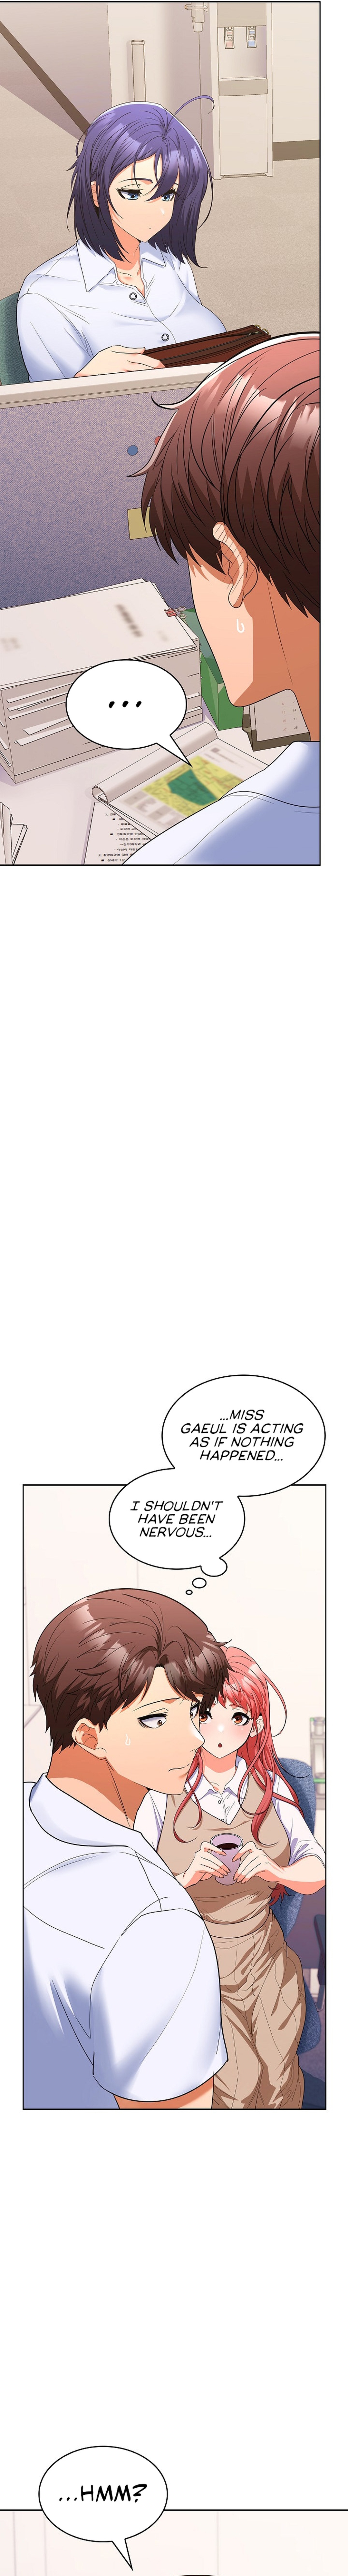 ...
...MISS
GAEUL IS ACTING
AS IF NOTHING
HAPPENED...
I SHOULDN'T
HAVE BEEN
NERVOUS...
...HMM?